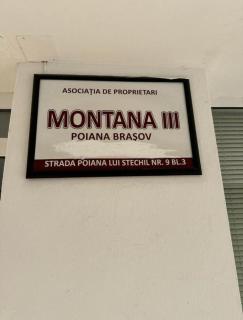 ASOCIAȚIA DE PROPRIETARI
MONTANA III
POIANA BRAȘOV
STRADA POIANA LUI STECHIL NR. 9 BL.3